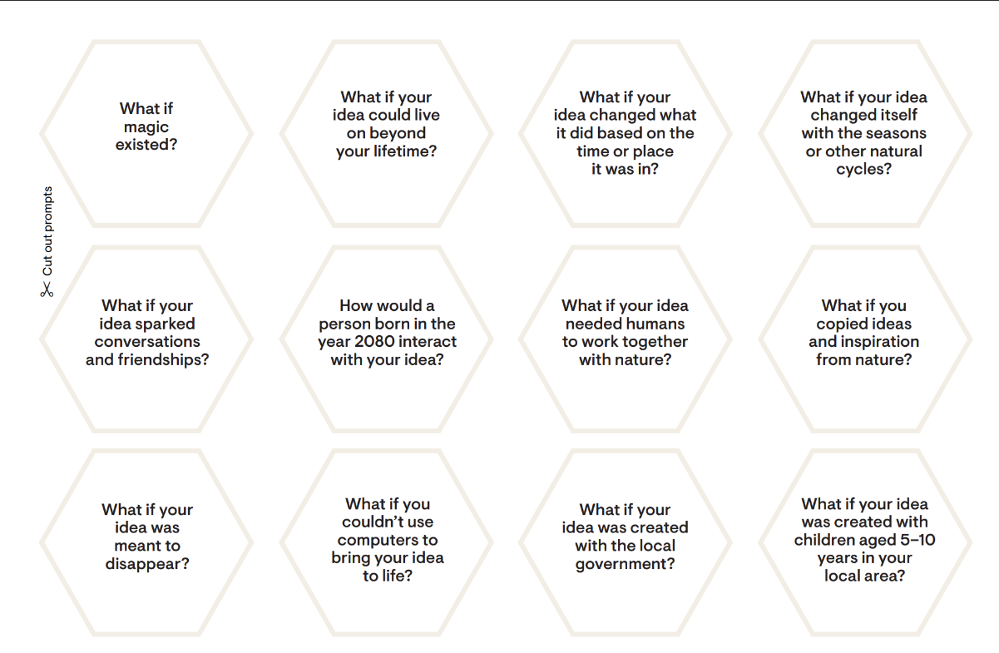 What if
magic
existed?
What if your
idea could live
on beyond
your lifetime?
What if your
idea changed what
it did based on the
time or place
it was in?
What if your idea
changed itself
with the seasons
or other natural
cycles?
Cut out prompts
What if your
idea sparked
conversations
and friendships?
How would a
person born in the
year 2080 interact
with your idea?
What if your idea
needed humans
to work together
with nature?
What if you
copied ideas
and inspiration
from nature?
What if your
idea was
meant to
disappear?
What if you
couldn’t use
computers to
bring your idea
to life?
What if your
idea was created
with the local
government?
What if your idea
was created with
children aged 5–10
years in your
local area?